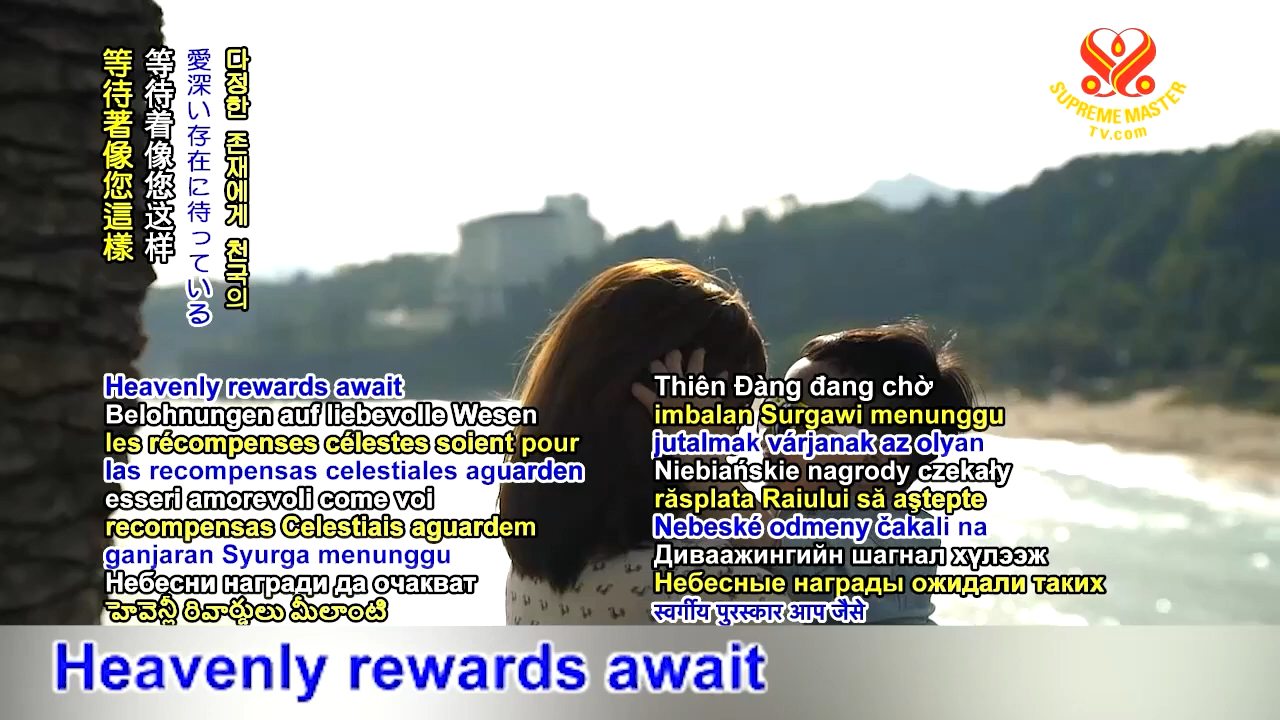 다정한 존재에게 천국의
愛深い存在に待っている
等待着像您这样
等待著像您這樣
SUPREME MASTER
TV.com
Heavenly rewards await
Belohnungen auf liebevolle Wesen
les récompenses célestes soient pour
las recompensas celestiales aguarden
esseri amorevoli come voi
recompensas Celestiais aguardem
ganjaran Syurga menunggu
Небесни награди да очакват
హెవెన్లీ రివార్డులు మీలాంటి
Thiên Đàng đang chờ
imbalan Surgawi menunggu
jutalmak várjanak az olyan
Niebiańskie nagrody czekały
răsplata Raiului să aştepte
Nebeské odmeny čakali na
Диваажингийн шагнал хүлээж
Небесные награды ожидали таких
स्वर्गीय पुरस्कार आप जैसे
Heavenly rewards await